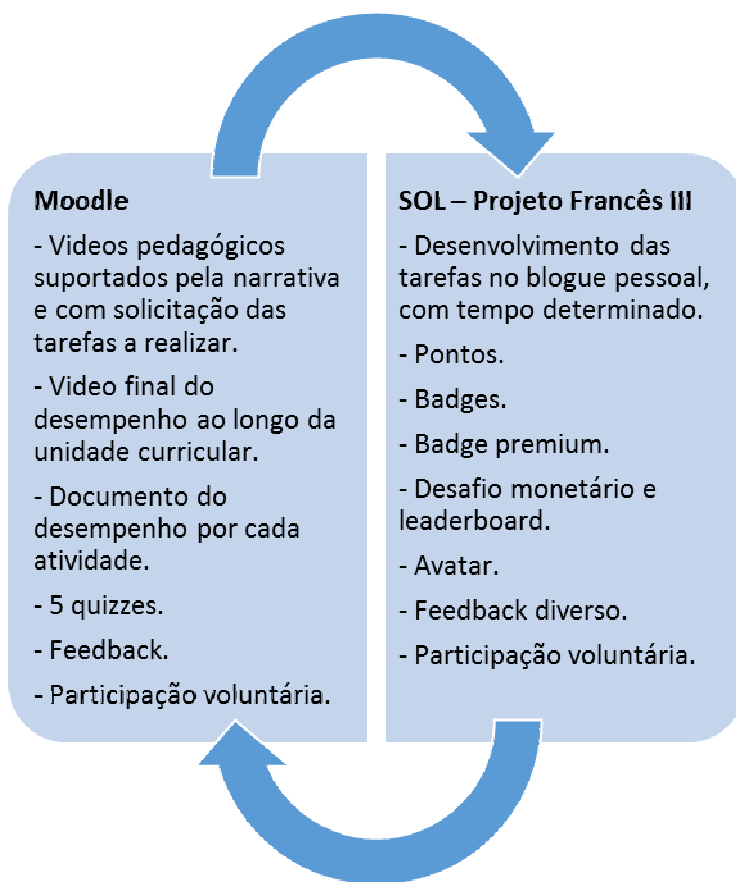 Moodle
- Videos pedagógicos
suportados pela narrativa
e com solicitação das
tarefas a realizar.
- Video final do
desempenho ao longo da
unidade curricular.
- Documento do
desempenho por cada
atividade.
- 5 quizzes.
- Feedback.
- Participação voluntária.
SOL – Projeto Francês III
- Desenvolvimento das
tarefas no blogue pessoal,
com tempo determinado.
- Pontos.
- Badges.
- Badge premium.
- Desafio monetário e
leaderboard.
- Avatar.
- Feedback diverso.
- Participação voluntária.